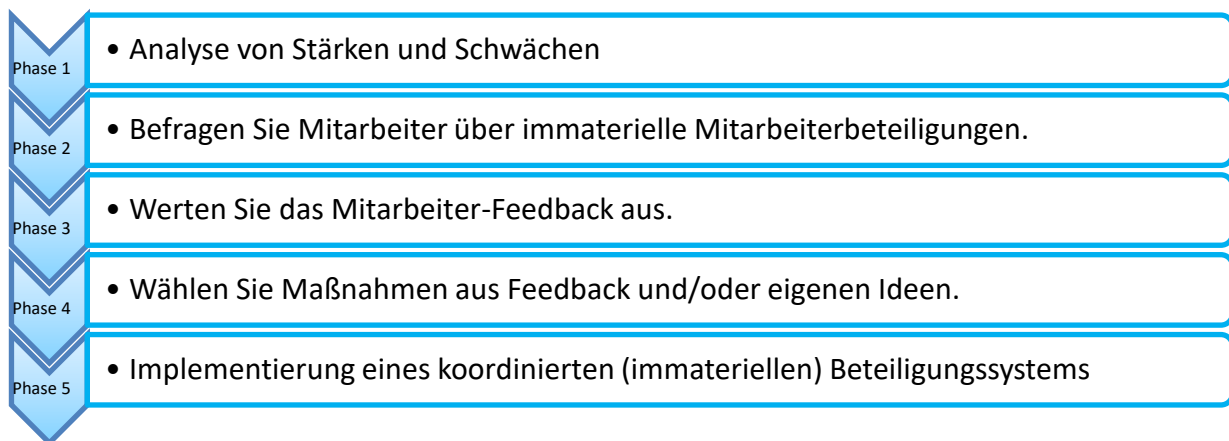 Phase 1
• Analyse von Stärken und Schwächen
Phase 2
• Befragen Sie Mitarbeiter über immaterielle Mitarbeiterbeteiligungen.
Phase 3
• Werten Sie das Mitarbeiter-Feedback aus.
Phase 4
• Wählen Sie Maßnahmen aus Feedback und/oder eigenen Ideen.
Phase 5
• Implementierung eines koordinierten (immateriellen) Beteiligungssystems